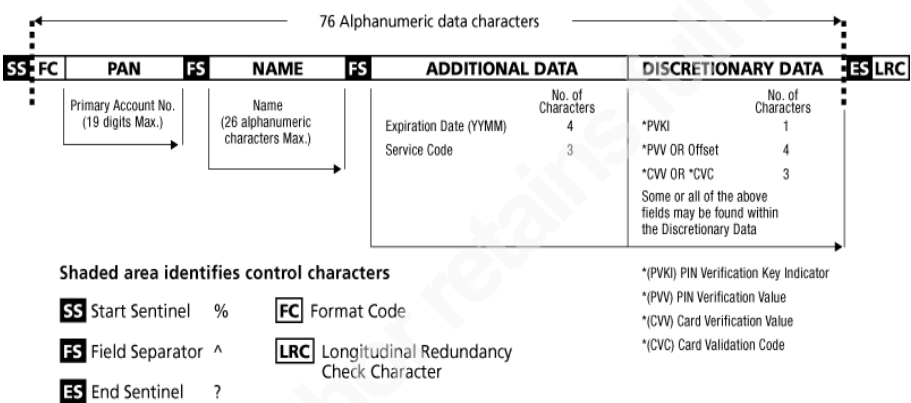 76 Alphanumeric data characters
SS FC PAN FS NAME FS ADDITIONAL DATA DISCRETIONARY DATA ES LRC
Primary Account No.
(19 digits Max.)
Name
(26 alphanumeric
characters Max.)
No. of
Characters
Expiration Date (YYMM) 4
Service Code 3
No. of
Characters
*PVKI 1
*PVV OR Offset 4
*CVV OR *CVC 3
Some or all of the above
fields may be found within
the Discretionary Data
Shaded area identifies control characters
SS Start Sentinel %
FC Format Code
FS Field Separator ^
LRC Longitudinal Redundancy
Check Character
ES End Sentinel ?
*(PVKI) PIN Verification Key Indicator
*(PVV) PIN Verification Value
*(CVV) Card Verification Value
*(CVC) Card Validation Code
retains full